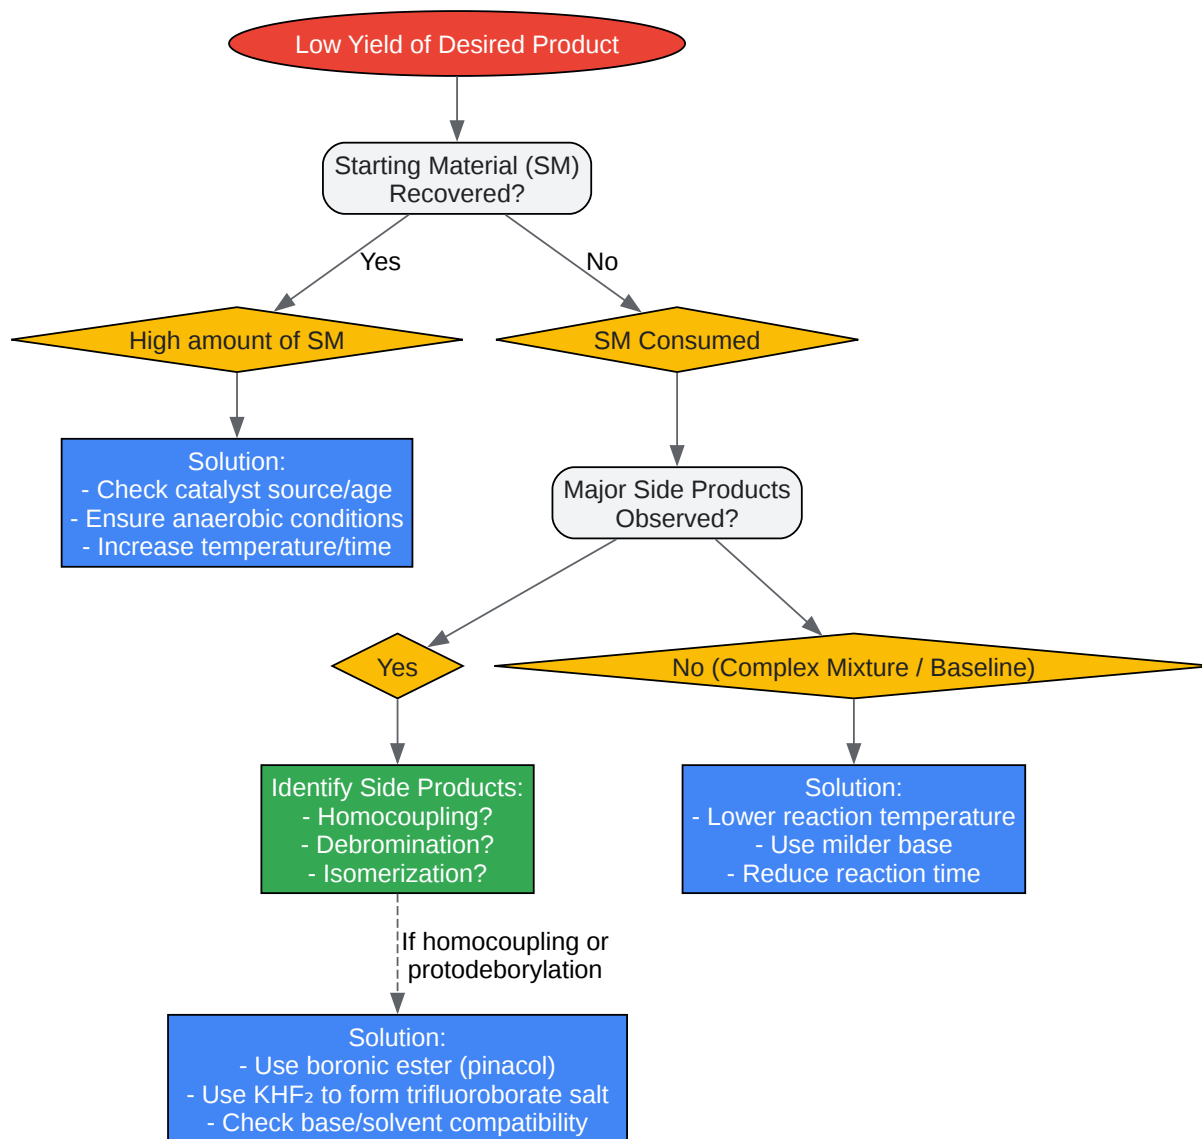 Low Yield of Desired Product
Starting Material (SM)
Recovered?
Yes
No
High amount of SM
SM Consumed
Solution:
- Check catalyst source/age
- Ensure anaerobic conditions
- Increase temperature/time
Major Side Products
Observed?
Yes
No (Complex Mixture / Baseline)
Identify Side Products:
- Homocoupling?
- Debromination?
- Isomerization?
Solution:
- Lower reaction temperature
- Use milder base
- Reduce reaction time
If homocoupling or
protodeborylation
Solution:
- Use boronic ester (pinacol)
- Use KHF₂ to form trifluoroborate salt
- Check base/solvent compatibility